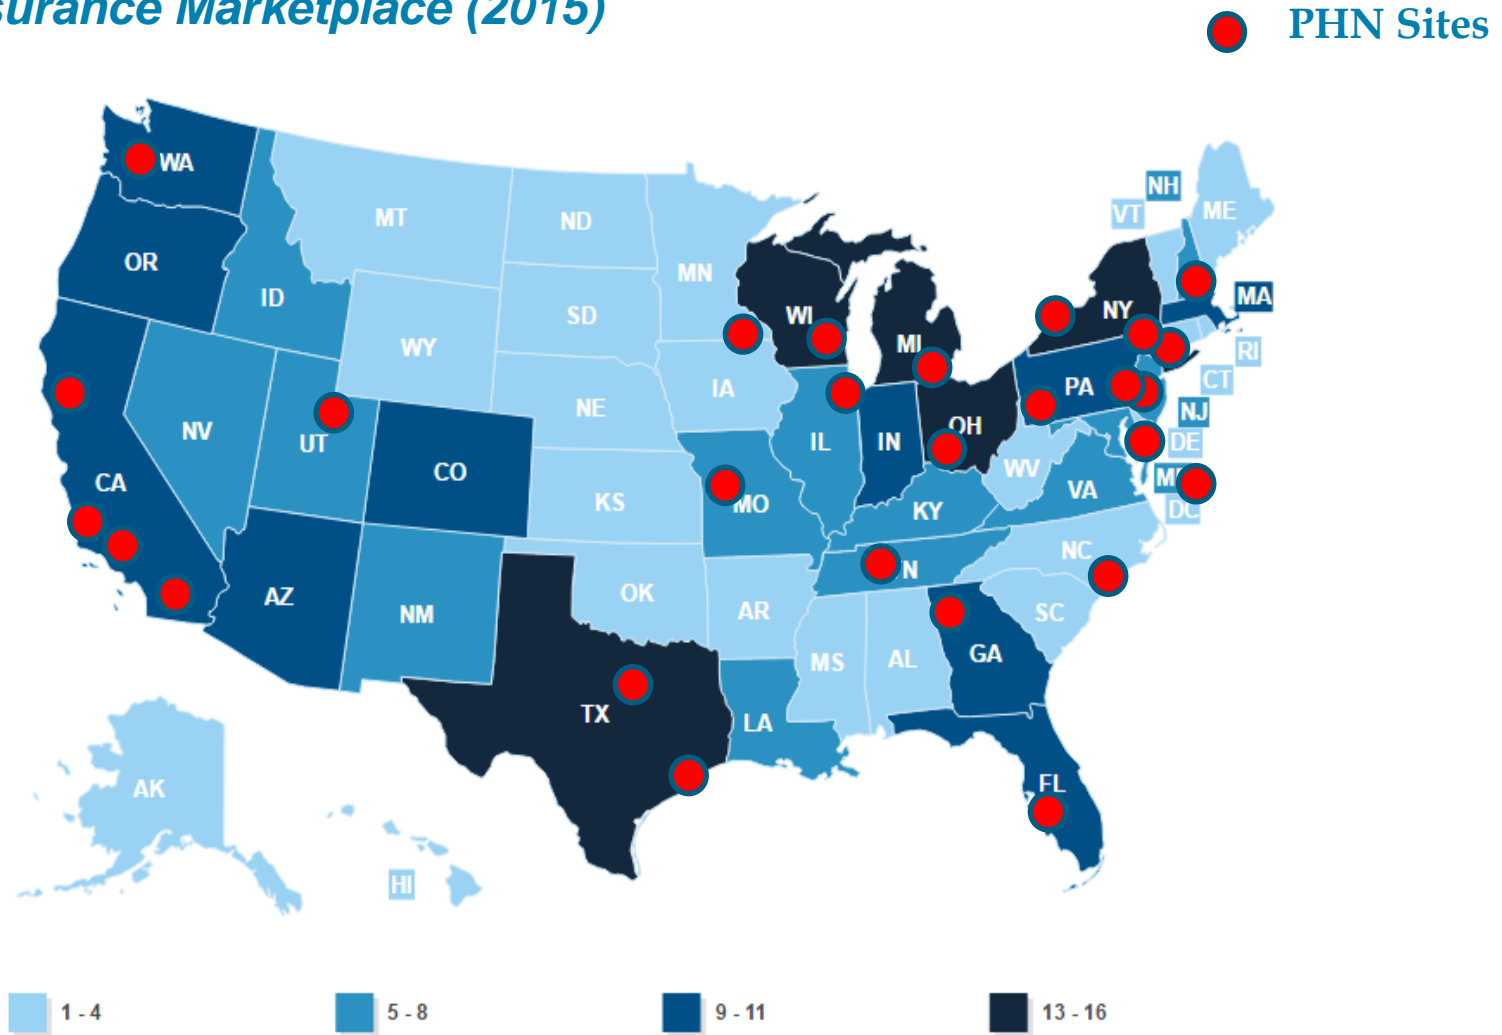 surance Marketplace (2015)
PHN Sites
WA
NH
VT
ME
MT
ND
OR
MN
ID
SD
WI
NY
MA
MI
WY
RI
IA
PA
CT
NE
NJ
NV
UT
OH
IL
IN
DE
CO
WV
CA
KS
MO
VA
DC
KY
NC
AZ
OK
AR
SC
NM
GA
MS
AL
TX
LA
FL
AK
HI
1 - 4
5 - 8
9 - 11
13 - 16